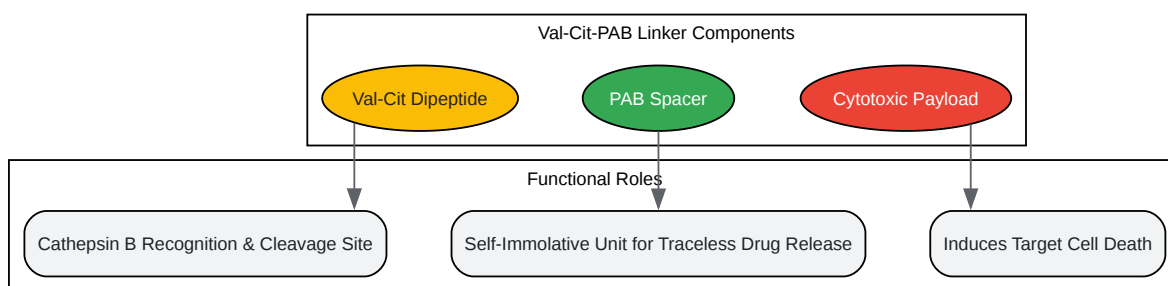 Val-Cit-PAB Linker Components
Val-Cit Dipeptide
PAB Spacer
Cytotoxic Payload
Functional Roles
Cathepsin B Recognition & Cleavage Site
Self-Immolative Unit for Traceless Drug Release
Induces Target Cell Death